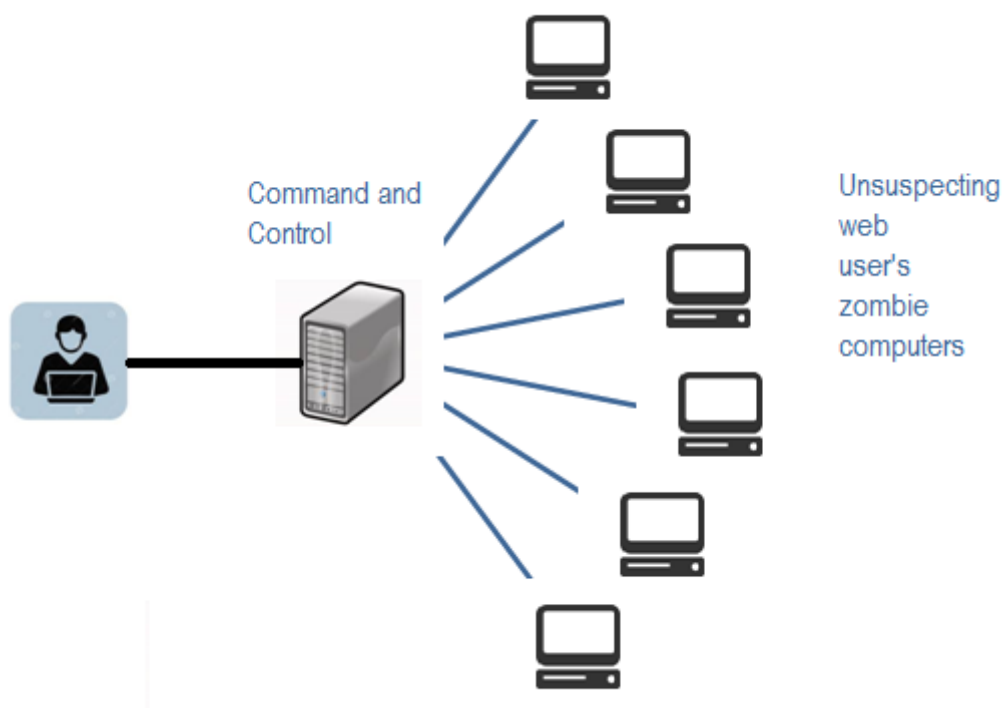 Command and
Control
Unsuspecting
web
user's
zombie
computers